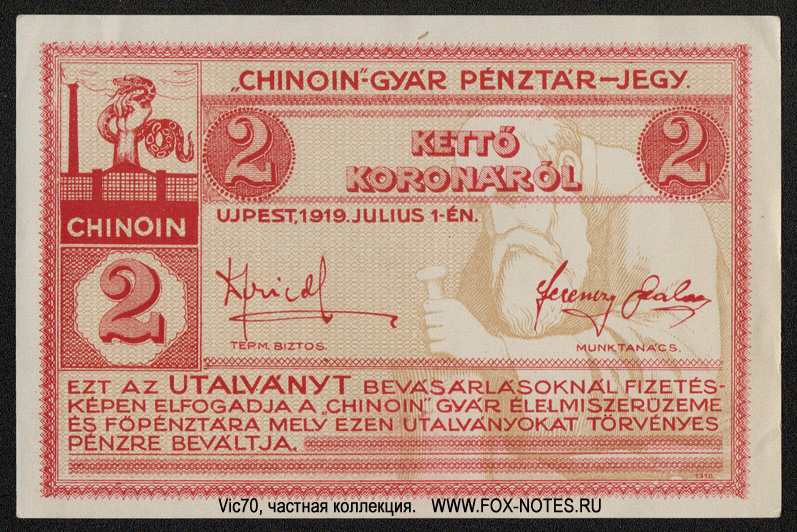 „CHINOIN"-GYÁR PÉNZTÁR-JEGY.
2 KETTŐ 2
KORONÁRÓL
CHINOIN
UJPEST, 1919. JULIUS 1-ÉN.
2
TERM. BIZTOS.
MUNKTANÁCS.
EZT AZ UTALVÁNYT BEVÁSÁRLÁSOKNÁL FIZETÉS-
KÉPEN ELFOGADJA A „CHINOIN" GYÁR ÉLELMISZERÜZEME
ÉS FŐPÉNZTÁRA MELY EZEN UTALVÁNYOKAT TÖRVÉNYES
PÉNZRE BEVÁLTJA.
Vic70, частная коллекция. WWW.FOX-NOTES.RU